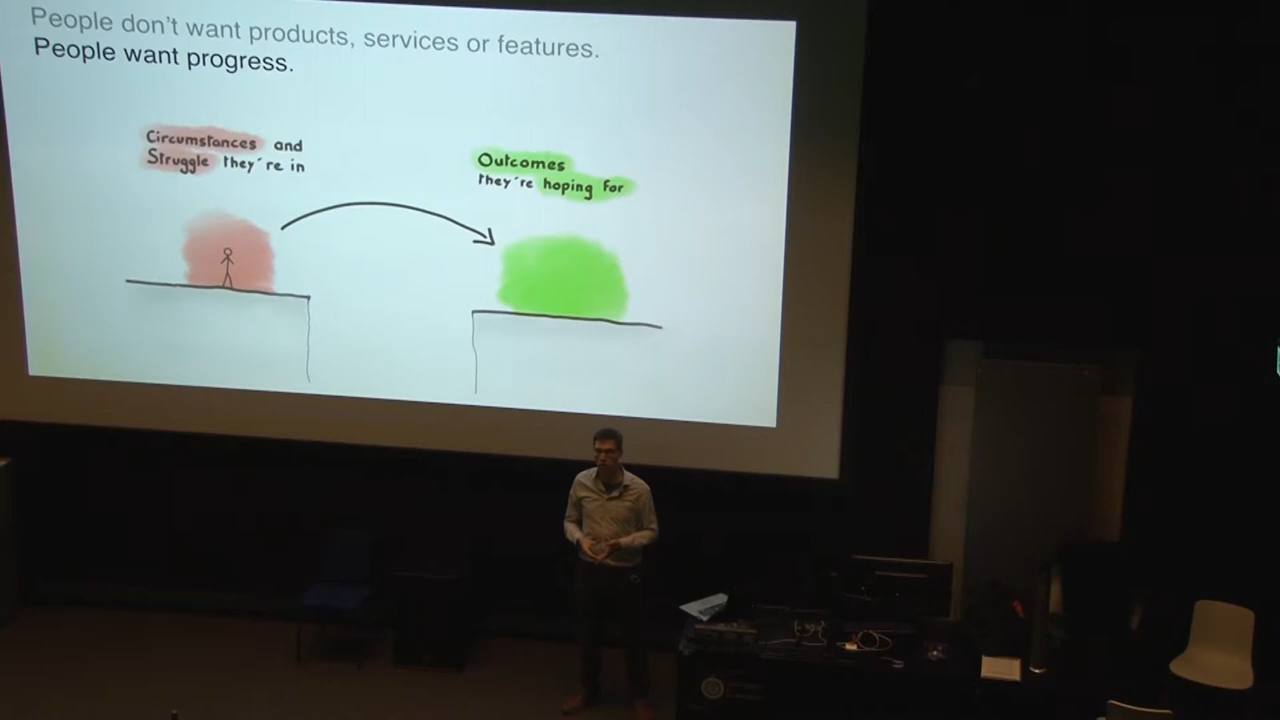 People don't want products, services or features.
People want progress.
Circumstances and
Struggle they're in
Outcomes
they're hoping for